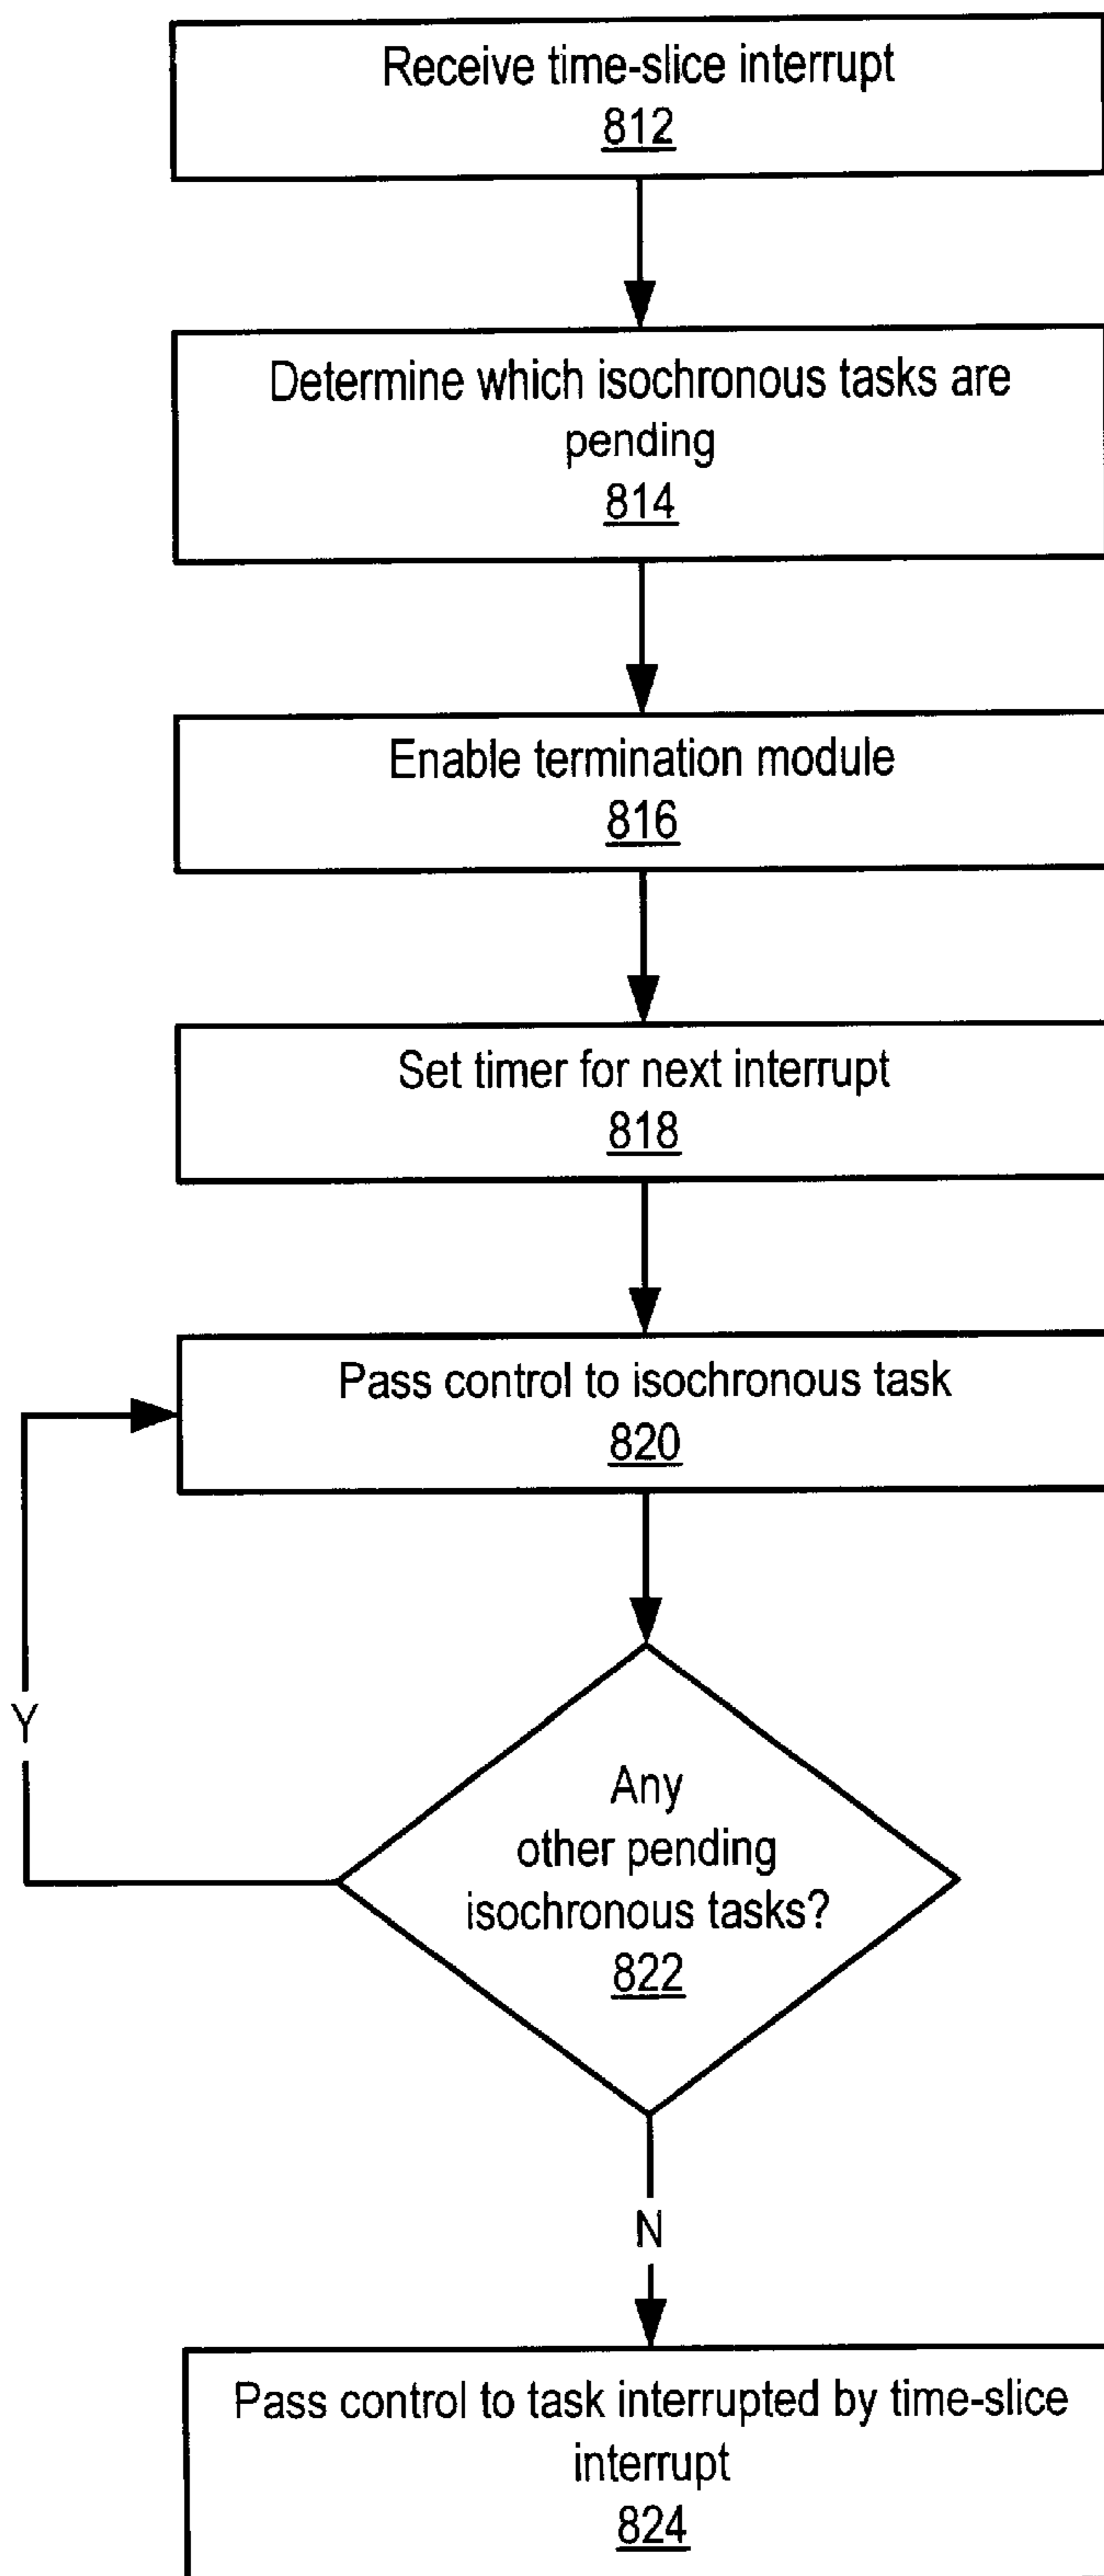 Receive time-slice interrupt
812
Determine which isochronous tasks are
pending
814
Enable termination module
816
Set timer for next interrupt
818
Pass control to isochronous task
820
Y
Any
other pending
isochronous tasks?
822
N
Pass control to task interrupted by time-slice
interrupt
824